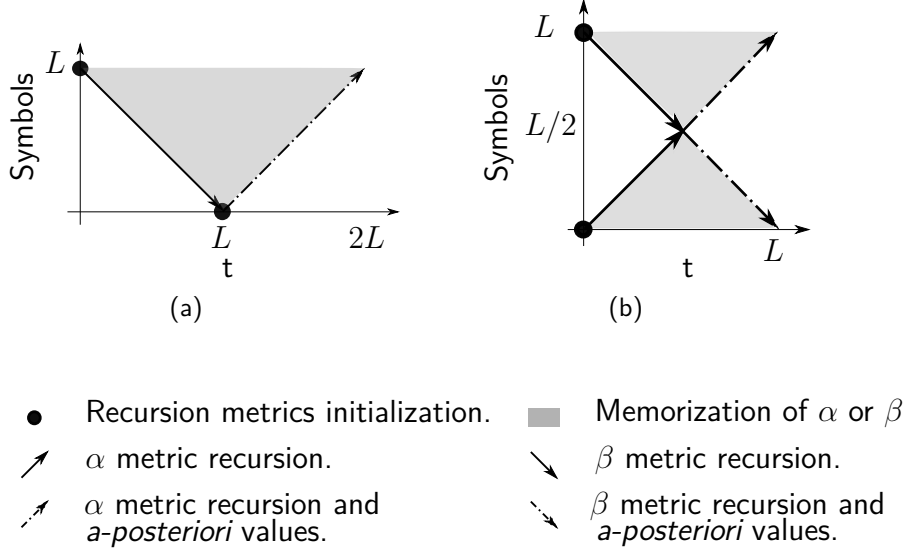 L
Symbols
L
2L
t
(a)
L
Symbols
L/2
L
t
(b)
Recursion metrics initialization.
Memorization of α or β
α metric recursion.
β metric recursion.
α metric recursion and
a-posteriori values.
β metric recursion and
a-posteriori values.